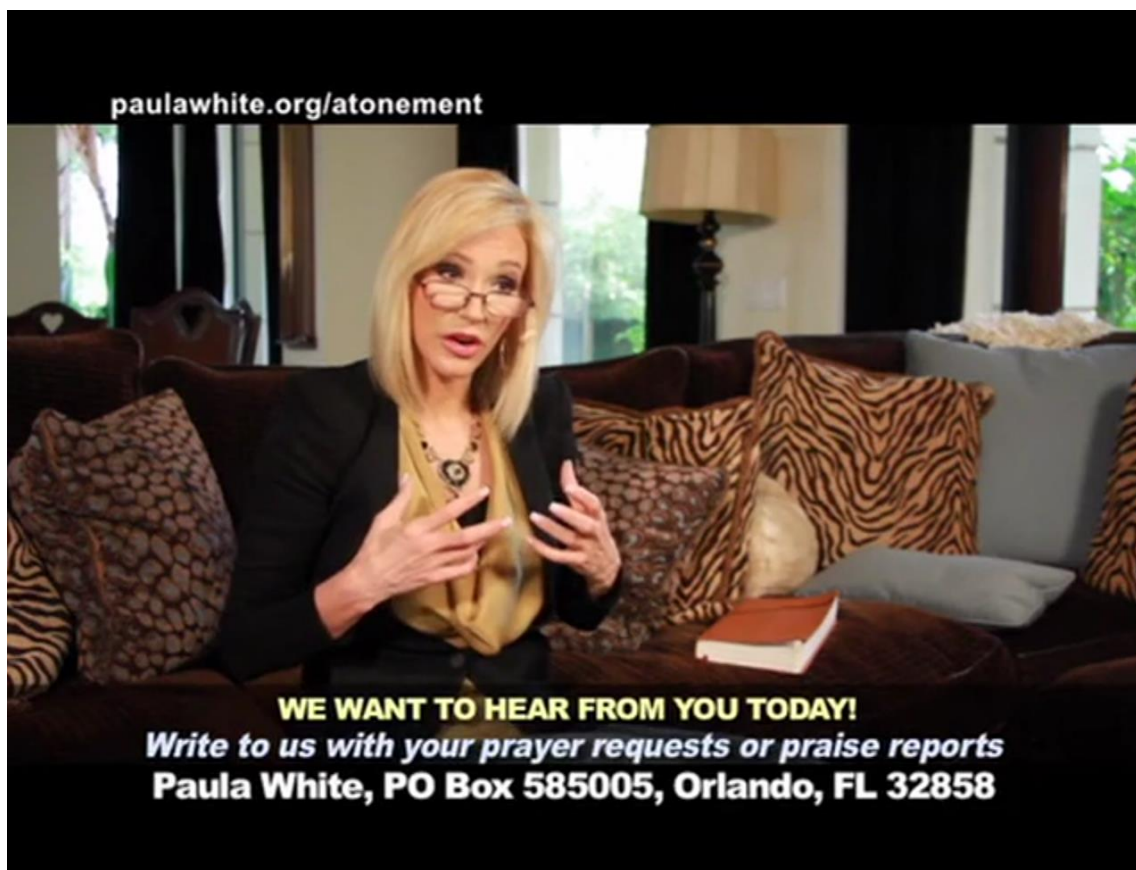 paulawhite.org/atonement
WE WANT TO HEAR FROM YOU TODAY!
Write to us with your prayer requests or praise reports
Paula White, PO Box 585005, Orlando, FL 32858